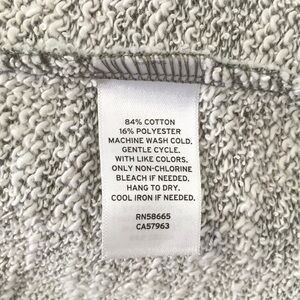 84% COTTON
16% POLYESTER
MACHINE WASH COLD.
GENTLE CYCLE.
WITH LIKE COLORS.
ONLY NON-CHLORINE
BLEACH IF NEEDED.
HANG TO DRY.
COOL IRON IF NEEDED.
RN58665
CA57963